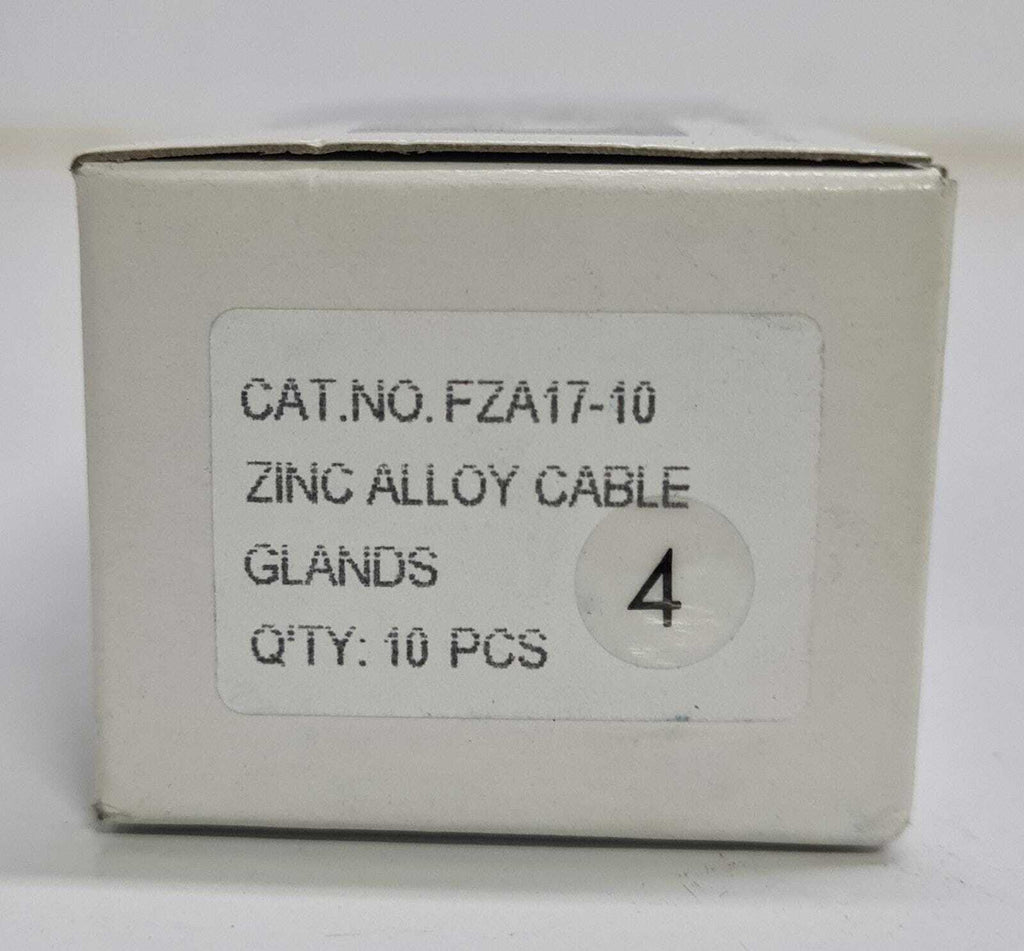 CAT.NO. FZA17-10
ZINC ALLOY CABLE
GLANDS
Q'TY: 10 PCS
4